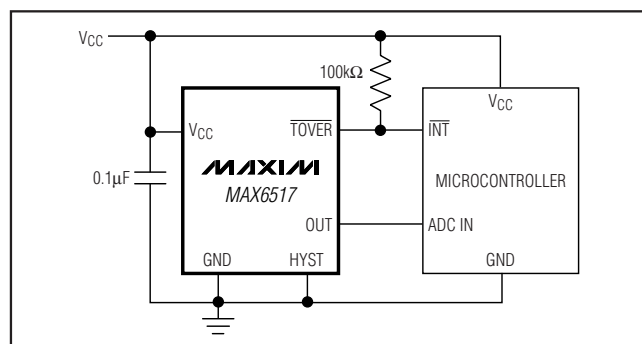 VCC
100kΩ
VCC
VCC
TOVER
INT
0.1µF
MAXIM
MAX6517
MICROCONTROLLER
OUT
ADC IN
GND
HYST
GND